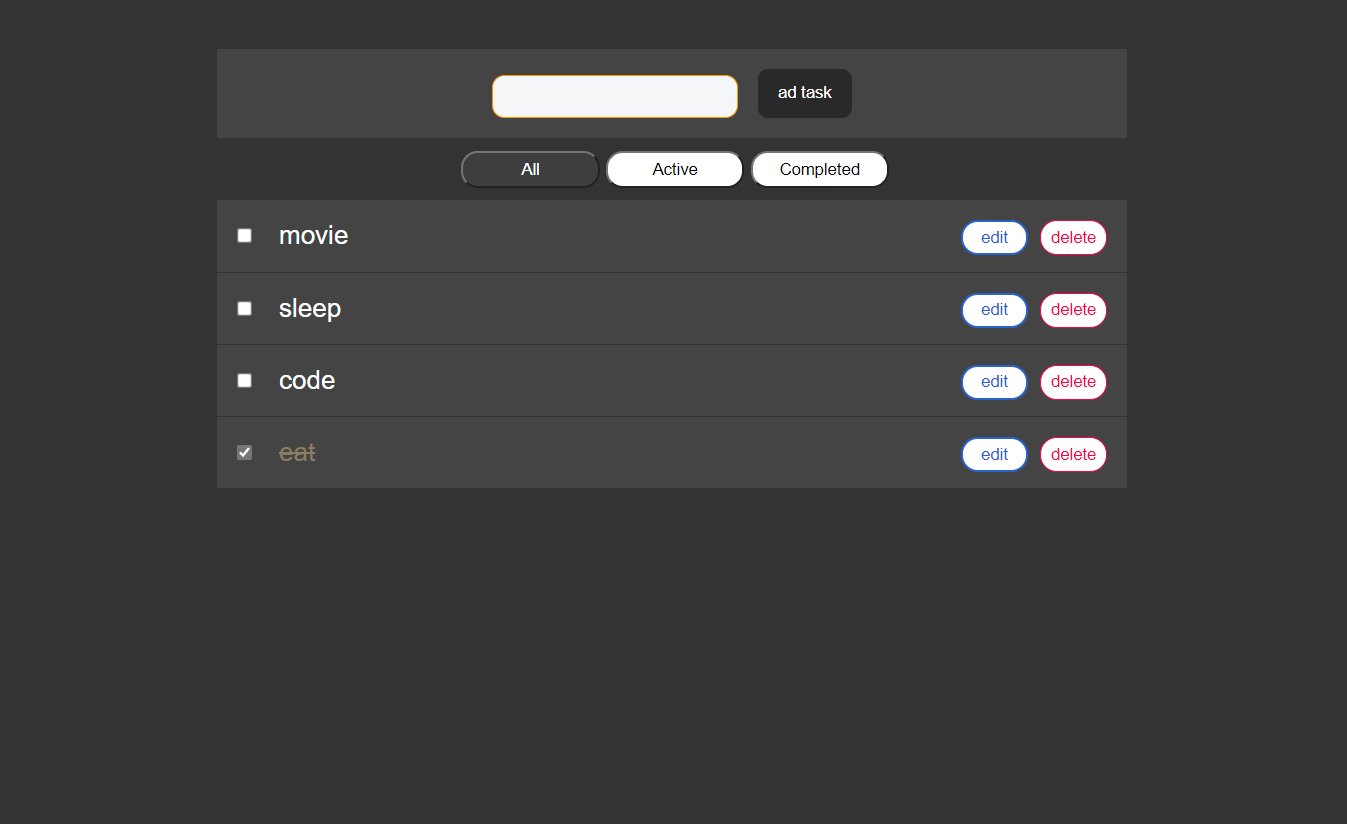 ad task
All Active Completed
movie edit delete
sleep edit delete
code edit delete
eat edit delete